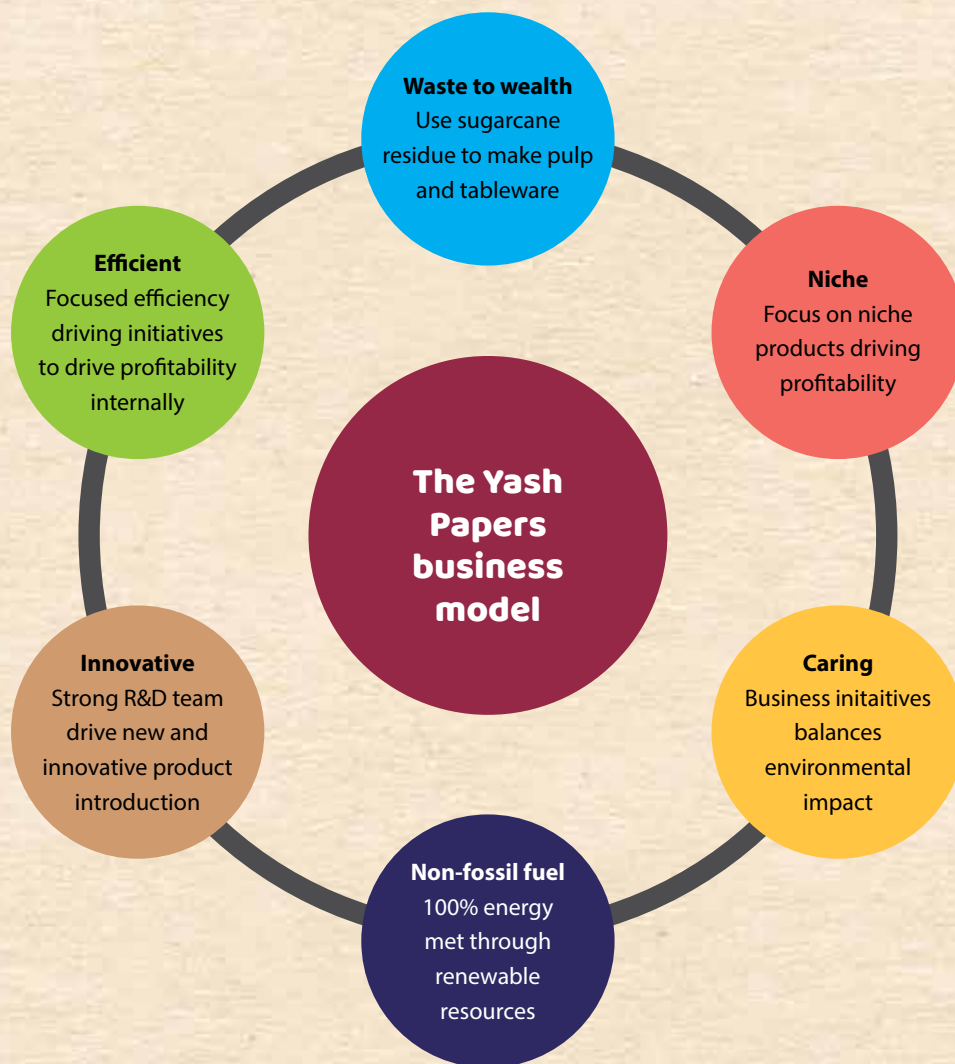 Waste to wealth
Use sugarcane
residue to make pulp
and tableware
Efficient
Focused efficiency
driving initiatives
to drive profitability
internally
Niche
Focus on niche
products driving
profitability
The Yash
Papers
business
model
Innovative
Strong R&D team
drive new and
innovative product
introduction
Caring
Business initaitives
balances
environmental
impact
Non-fossil fuel
100% energy
met through
renewable
resources